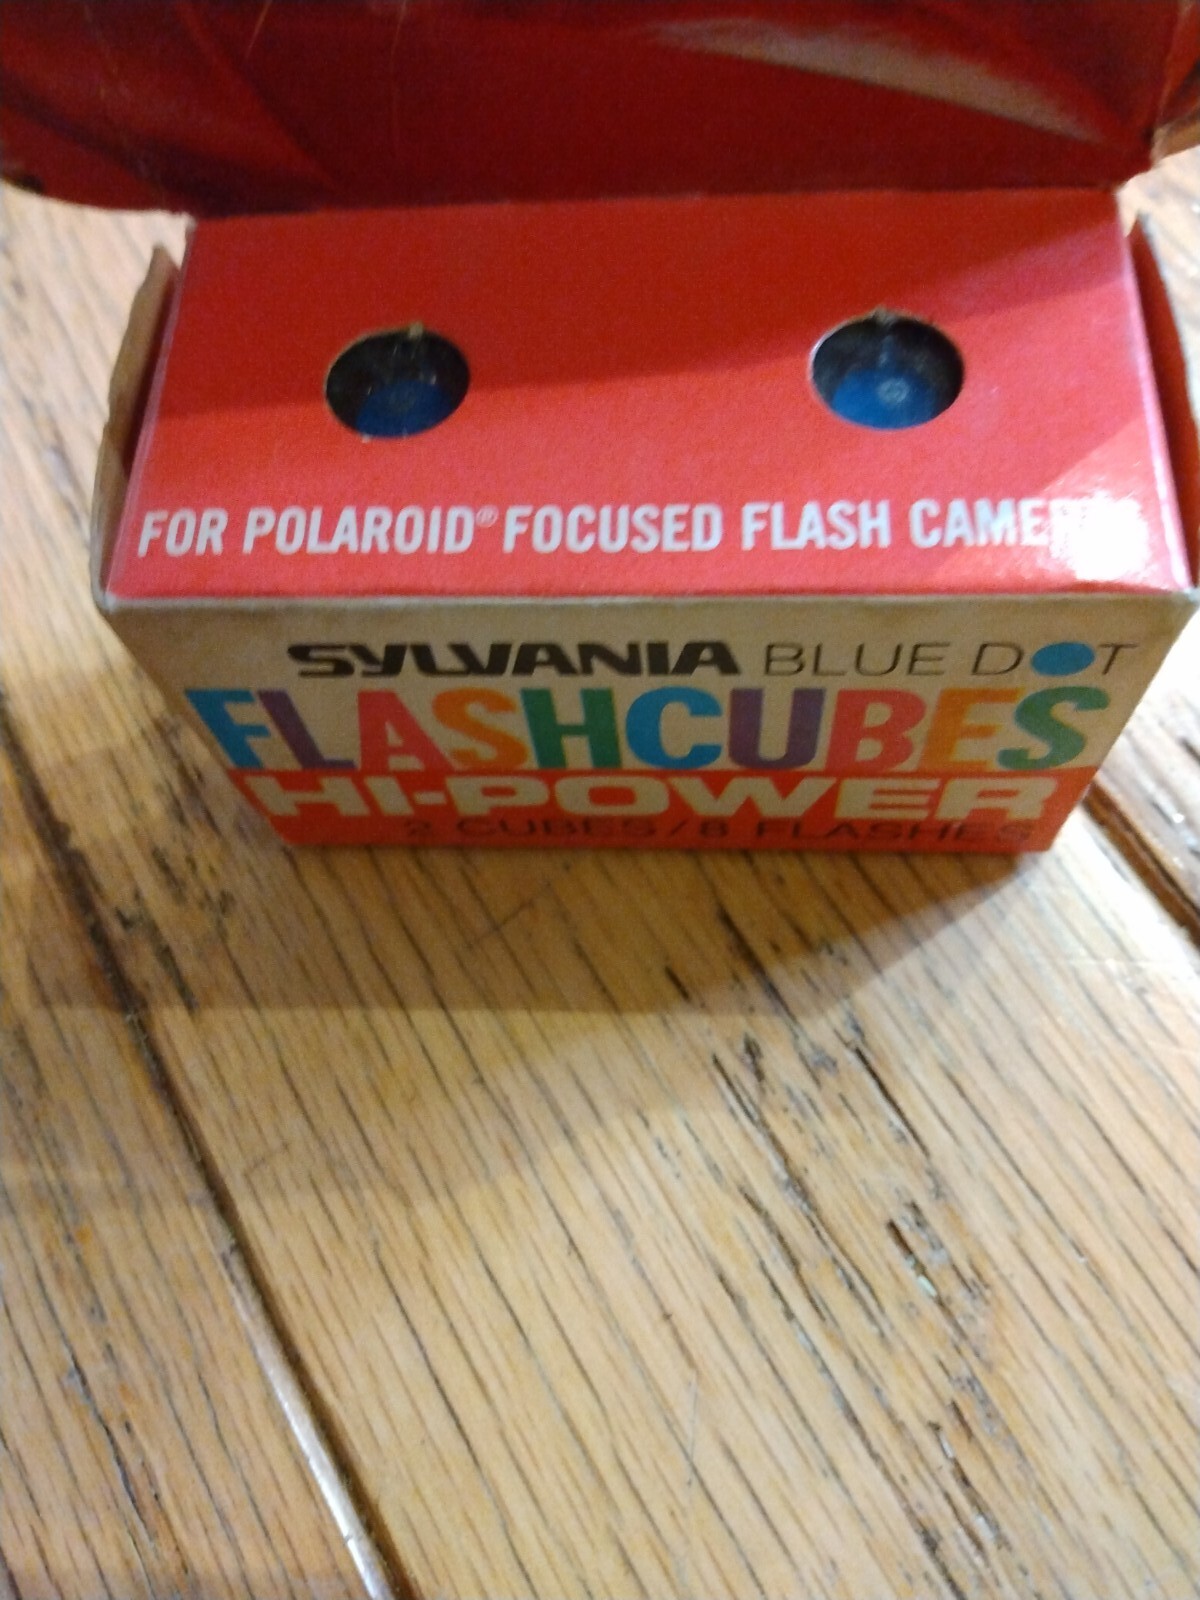 FOR POLAROID® FOCUSED FLASH
SYLVANIA BLUE DOT
FLASHCUBES
HI-POWER
2 CUBES/8 FLASHES